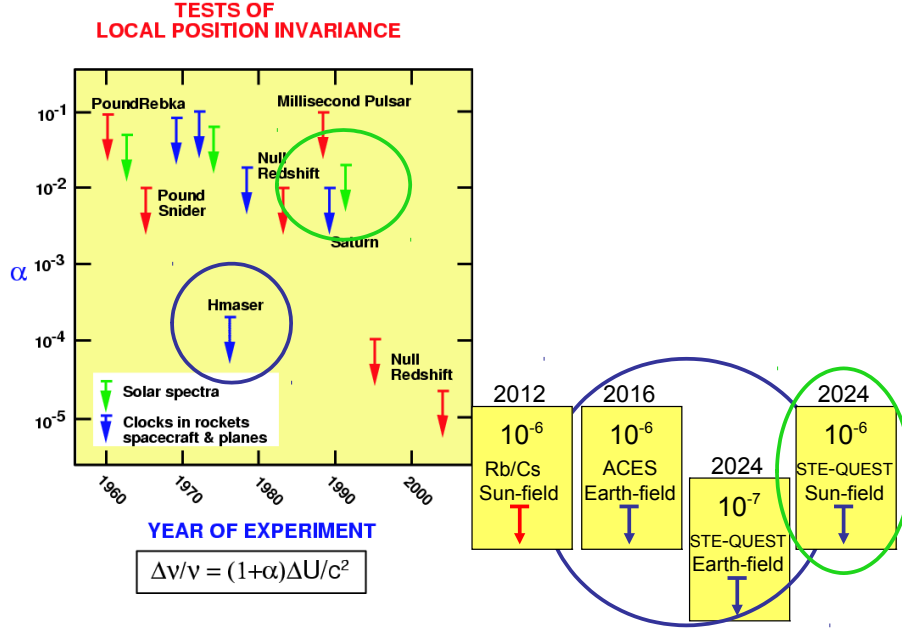 TESTS OF
LOCAL POSITION INVARIANCE
10⁻¹
10⁻²
10⁻³
10⁻⁴
10⁻⁵
α
PoundRebka
Millisecond Pulsar
Null
Redshift
Pound
Snider
Saturn
Hmaser
Null
Redshift
Solar spectra
Clocks in rockets
spacecraft & planes
1960
1970
1980
1990
2000
YEAR OF EXPERIMENT
Δν/ν = (1+α)ΔU/c²
2012
10⁻⁶
Rb/Cs
Sun-field
2016
10⁻⁶
ACES
Earth-field
2024
10⁻⁷
STE-QUEST
Earth-field
2024
10⁻⁶
STE-QUEST
Sun-field